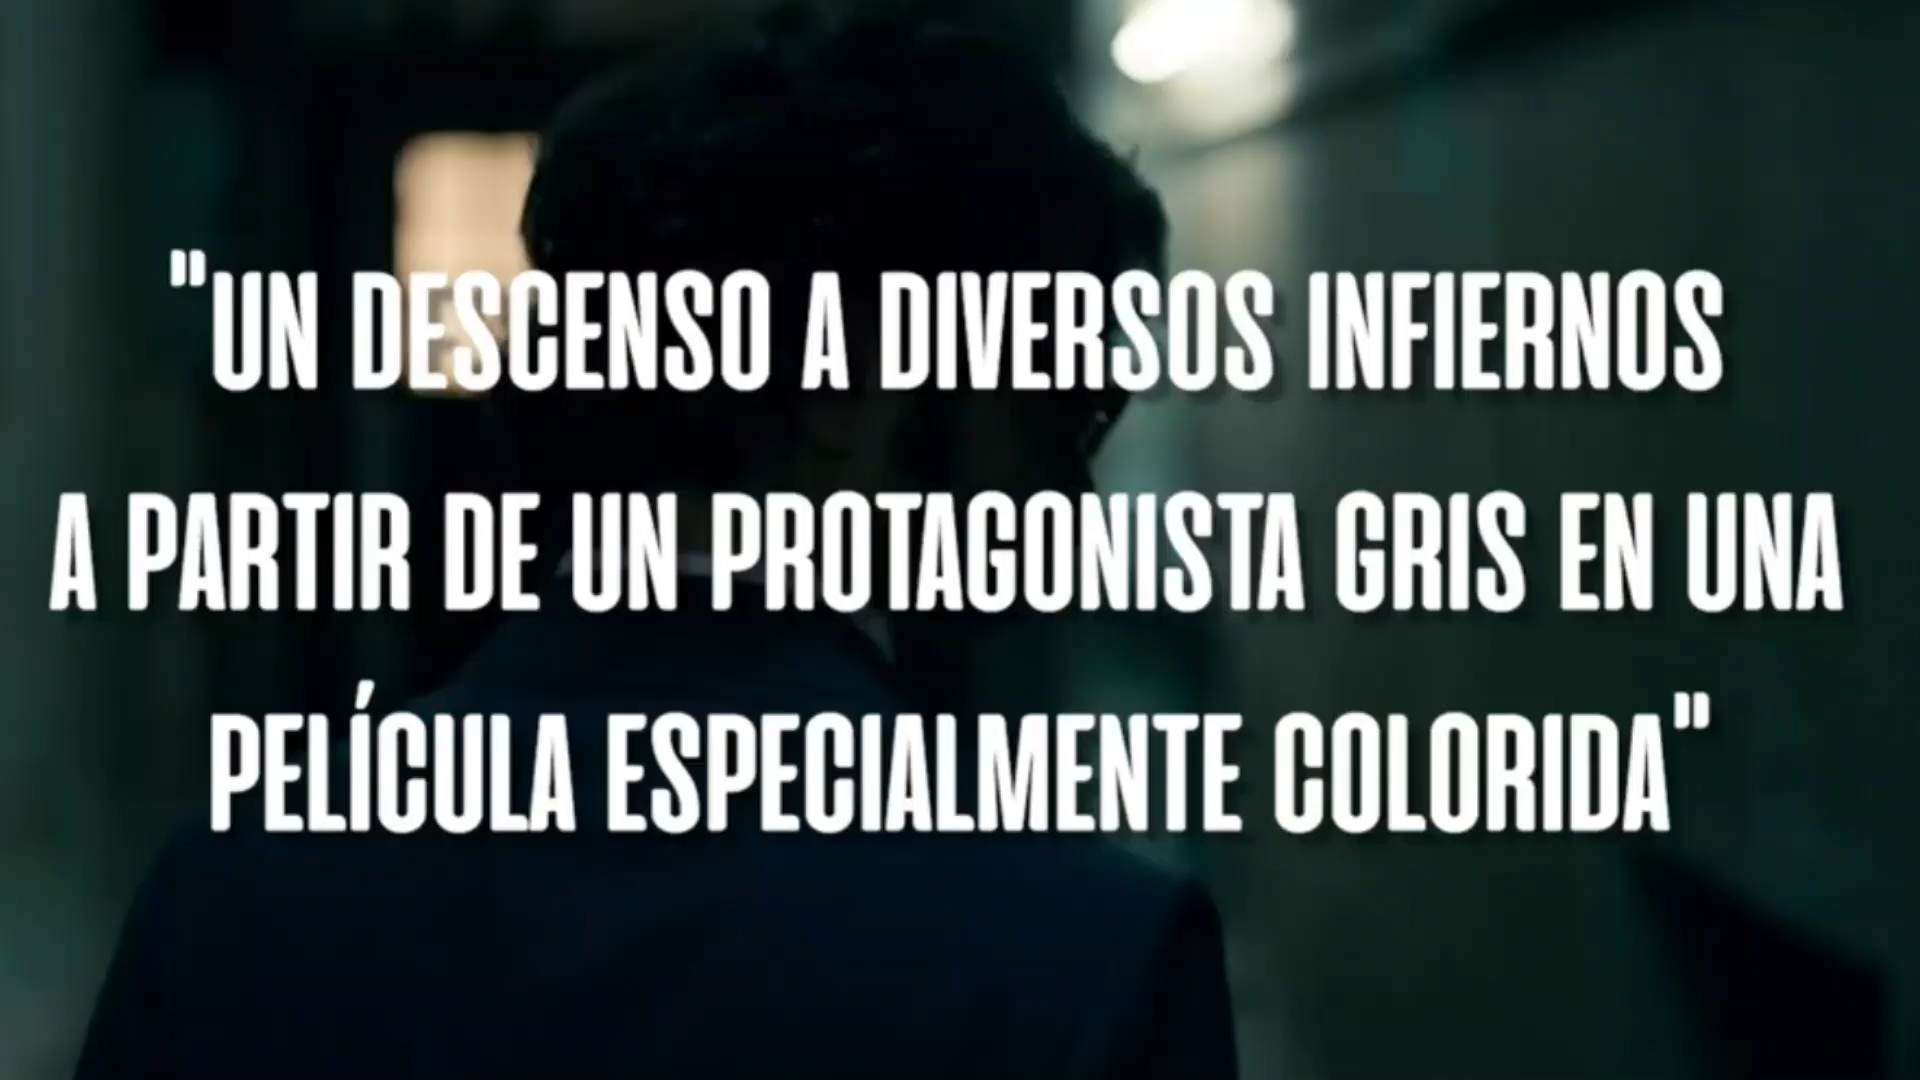 "UN DESCENSO A DIVERSOS INFIERNOS
A PARTIR DE UN PROTAGONISTA GRIS EN UNA
PELÍCULA ESPECIALMENTE COLORIDA"